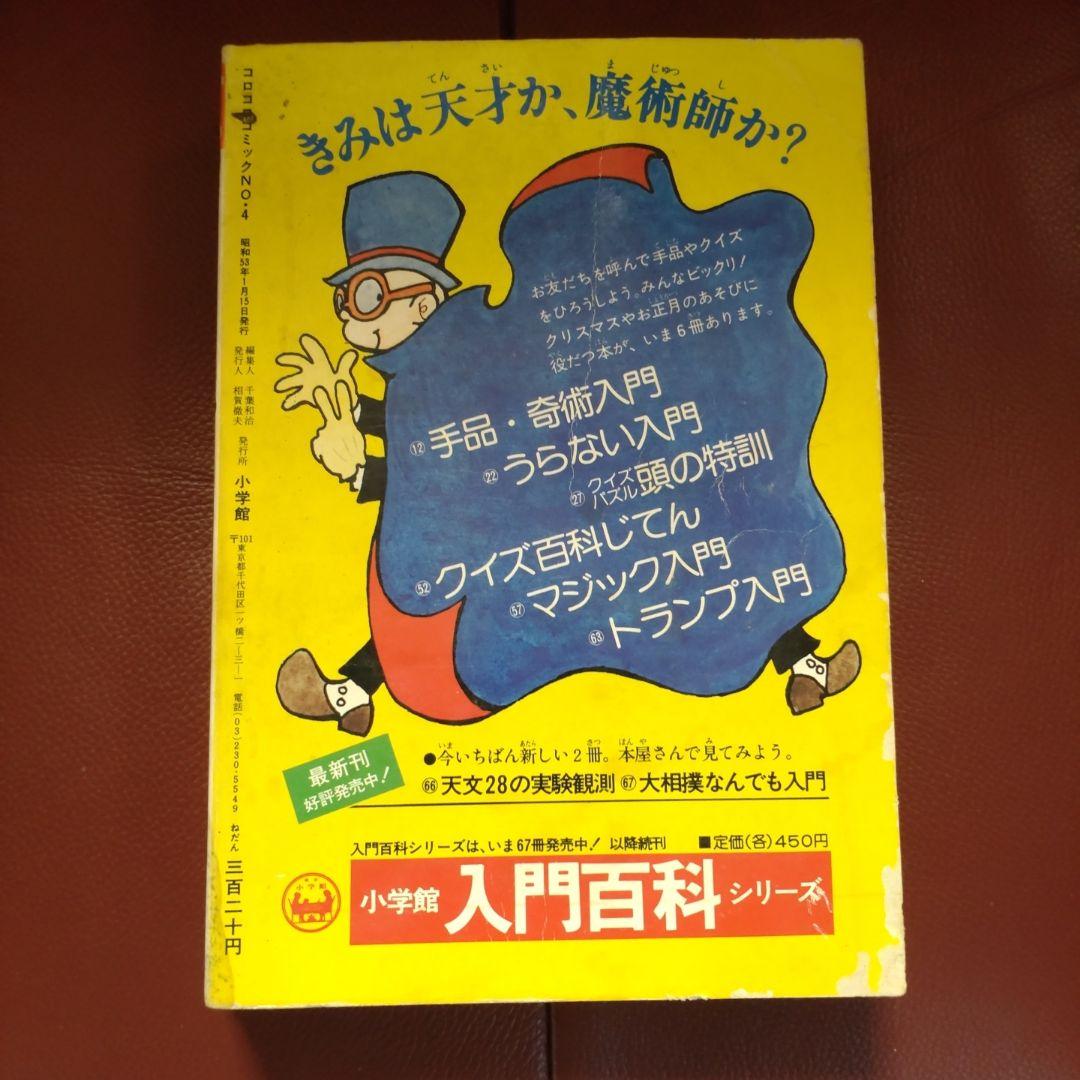 きみは天才か、魔術師か?
お友だちを呼んで手品やクイズ
をひろうしよう。みんなビックリ!
クリスマスやお正月のあそびに
役だつ本が、いま6冊あります。
⑫手品・奇術入門
㉒うらない入門
㉗クイズパズル頭の特訓
52クイズ百科じてん
57マジック入門
63トランプ入門
最新刊
好評発売中!
●今いちばん新しい2冊。本屋さんで見てみよう。
66天文28の実験観測 67大相撲なんでも入門
入門百科シリーズは、いま67冊発売中! 以降続刊 ■定価(各)450円
小学館 入門百科シリーズ
小学館
コロコ コミックNO.4 昭和53年1月15日発行 編集人 千葉和治 発行人 相賀徹夫 発行所 小学館 〒101 東京都千代田区一ツ橋二ー三ー一 電話(03)230-5549 ねだん 三百二十円